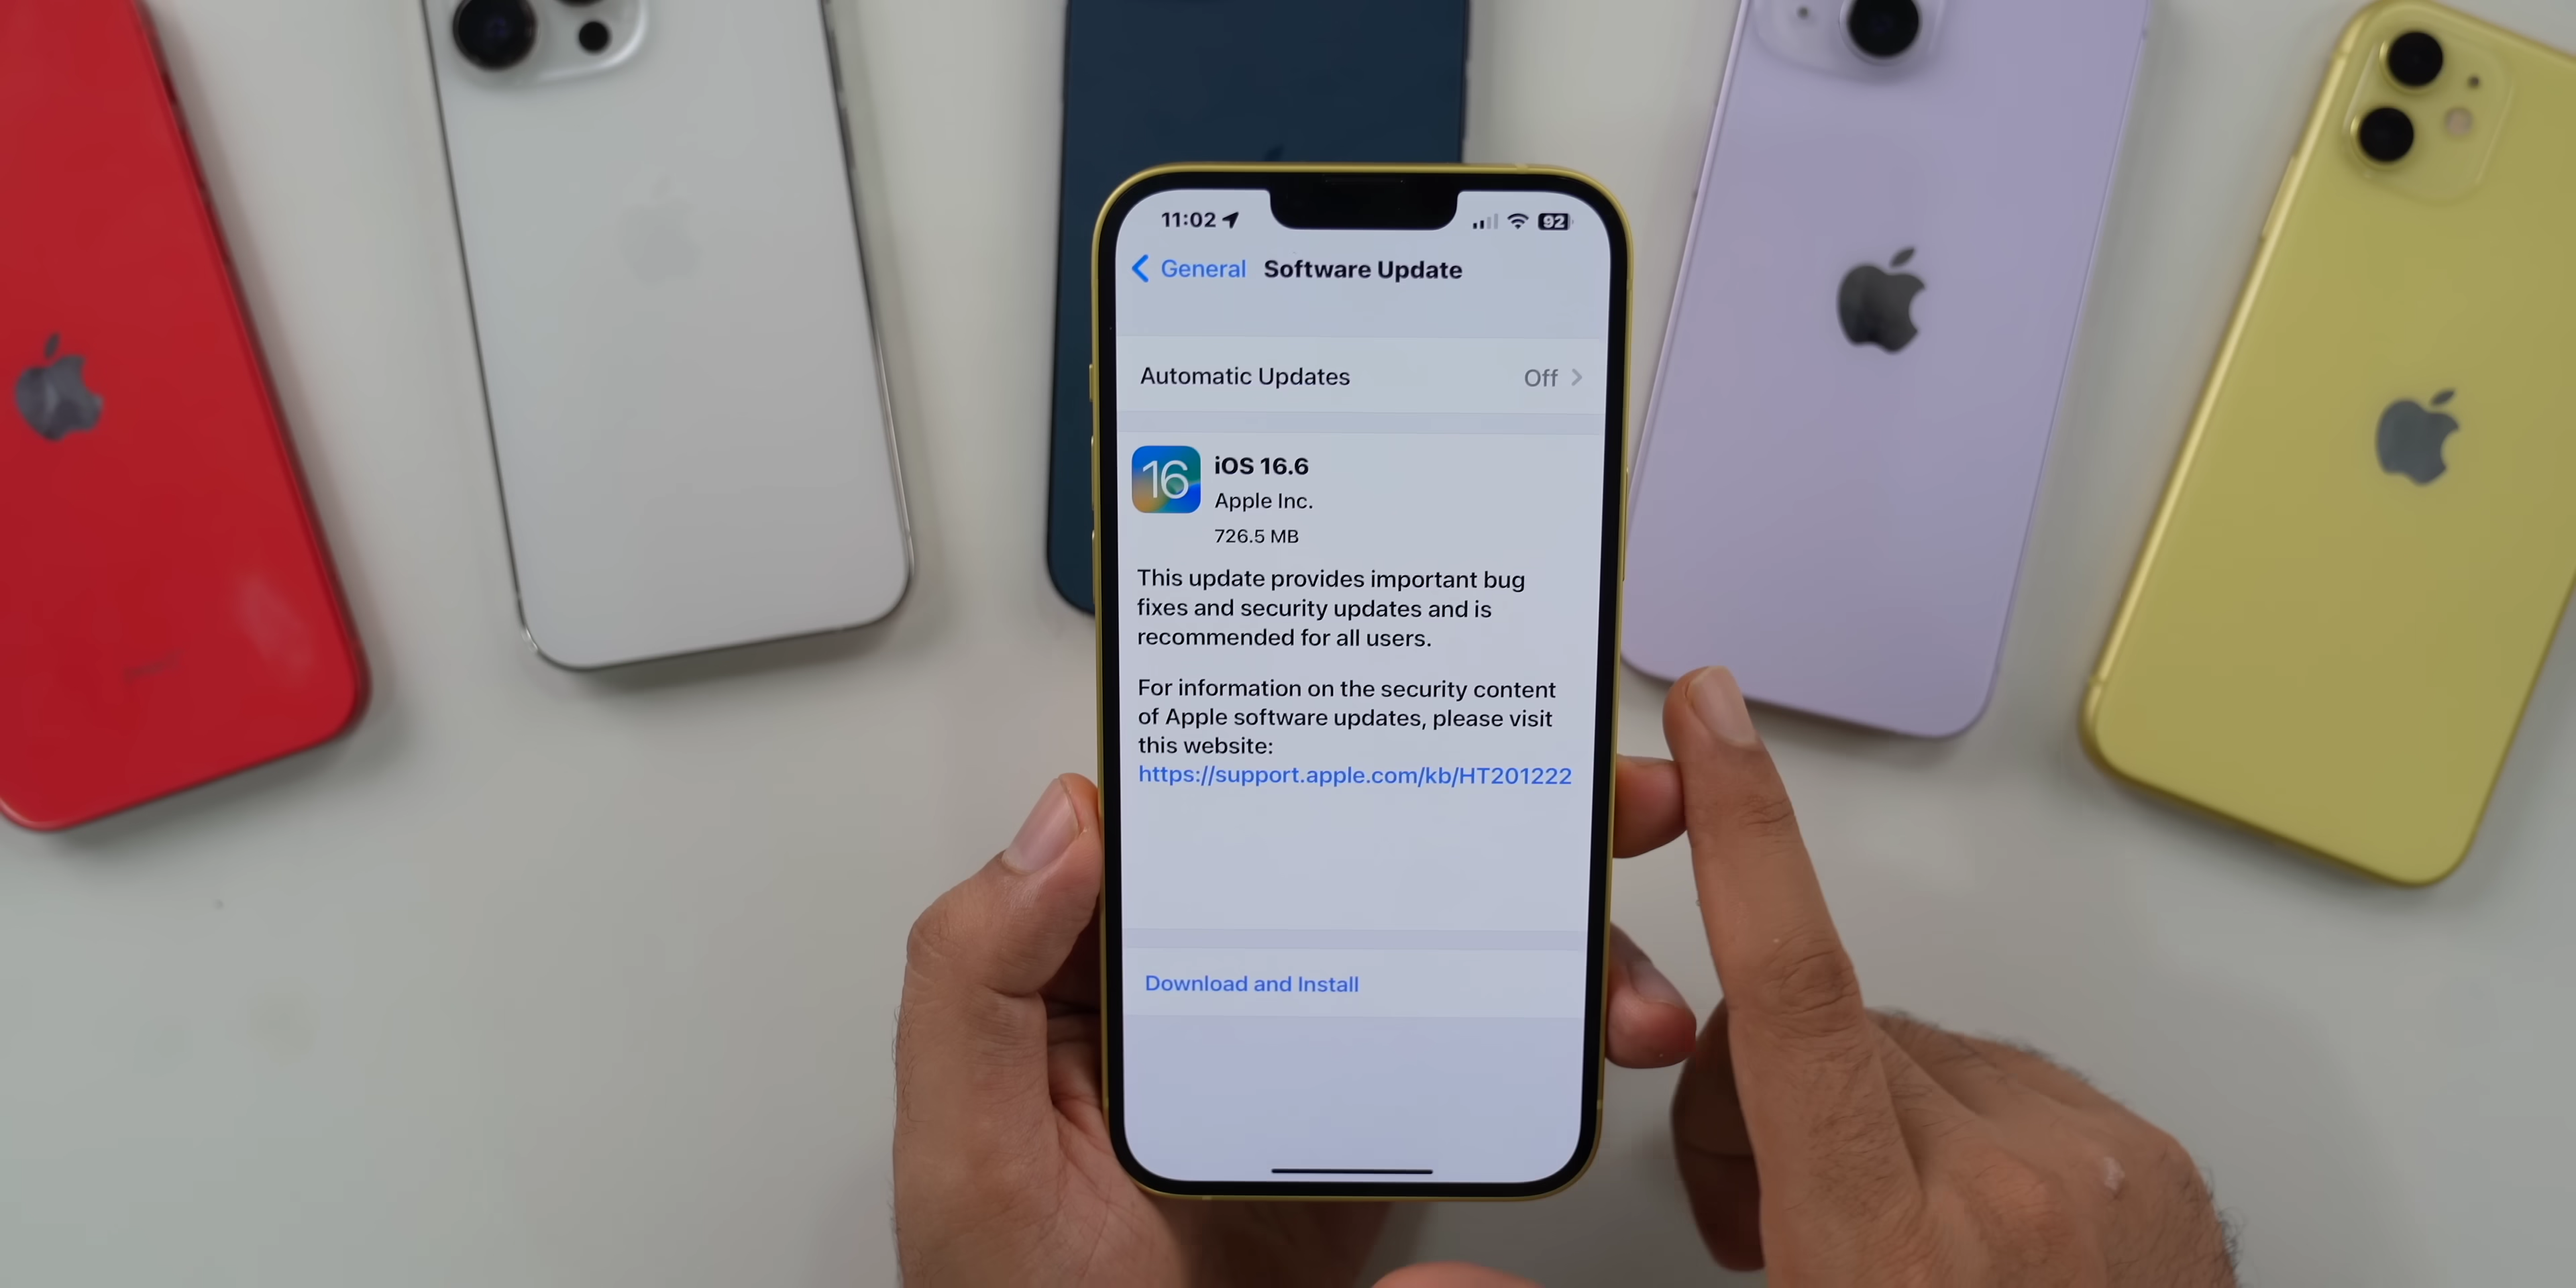 11:02
92
General
Software Update
Automatic Updates
Off
16
iOS 16.6
Apple Inc.
726.5 MB
This update provides important bug
fixes and security updates and is
recommended for all users.
For information on the security content
of Apple software updates, please visit
this website:
https://support.apple.com/kb/HT201222
Download and Install